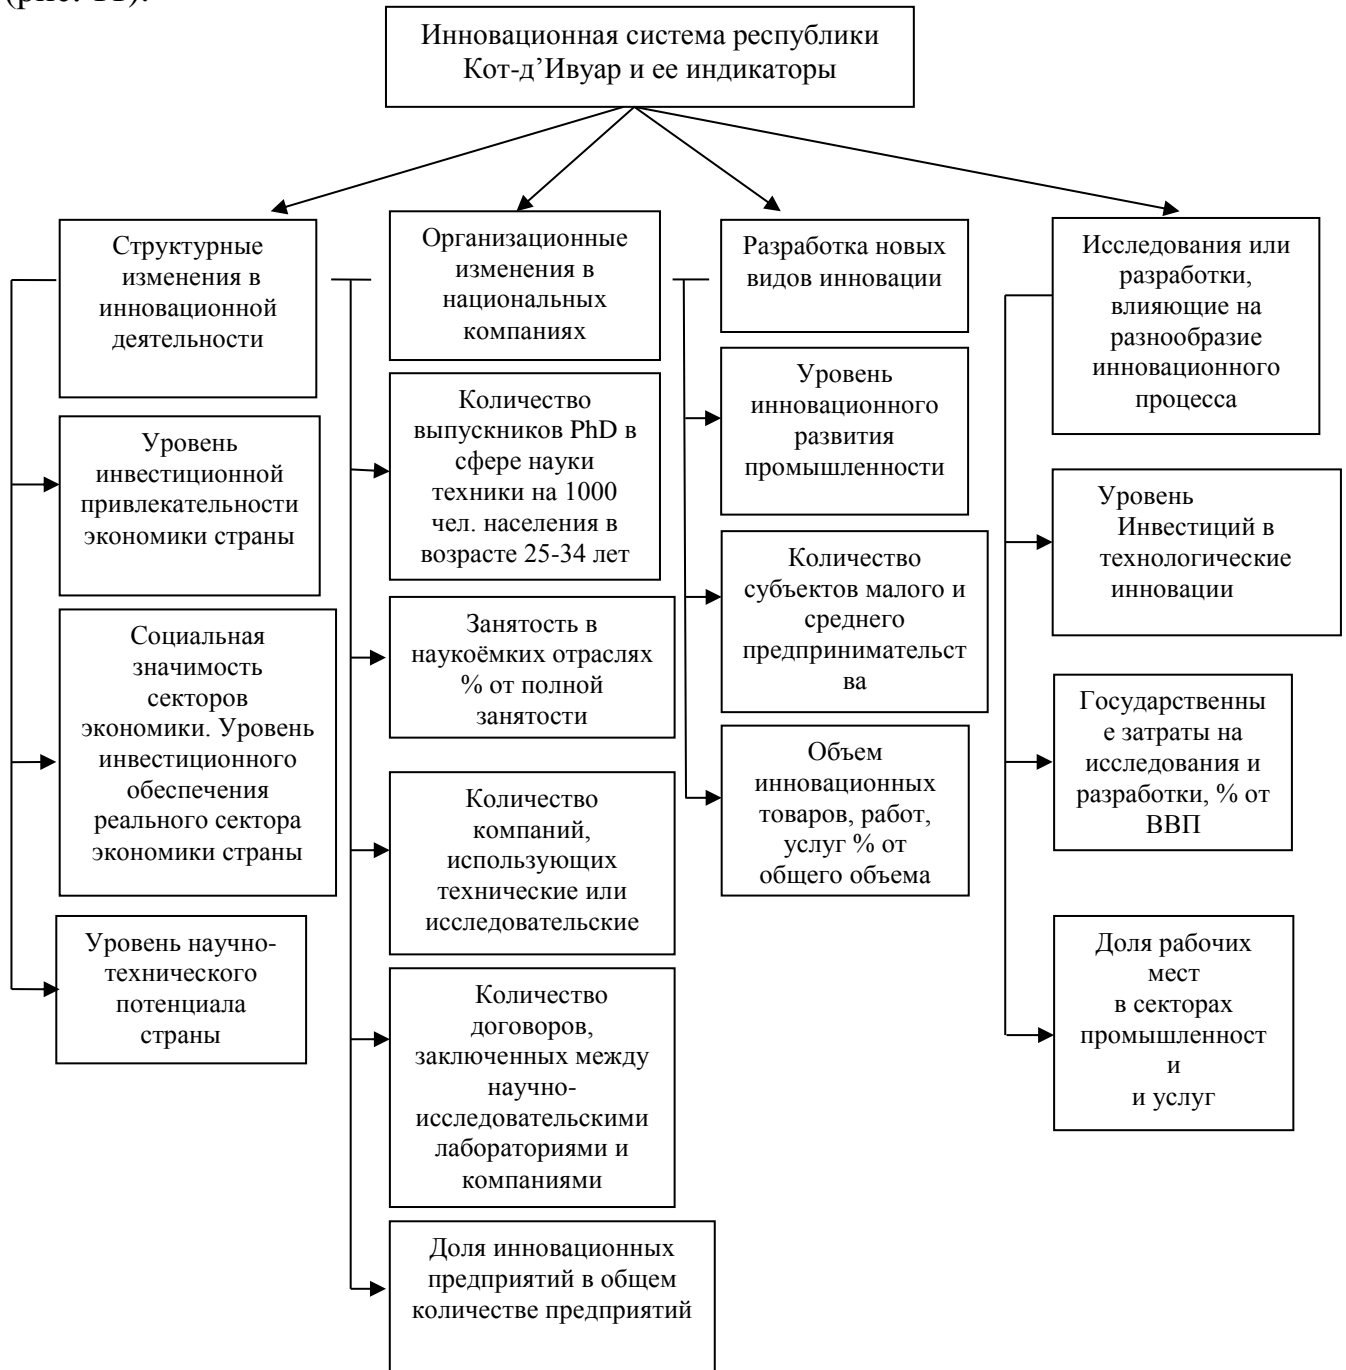 (рис. 11).
Инновационная система республики
Кот-д’Ивуар и ее индикаторы
Структурные
изменения в
инновационной
деятельности
Уровень
инвестиционной
привлекательности
экономики страны
Социальная
значимость
секторов
экономики. Уровень
инвестиционного
обеспечения
реального сектора
экономики страны
Уровень научно-
технического
потенциала
страны
Организационные
изменения в
национальных
компаниях
Количество
выпускников PhD в
сфере науки
техники на 1000
чел. населения в
возрасте 25-34 лет
Занятость в
наукоёмких отраслях
% от полной
занятости
Количество
компаний,
использующих
технические или
исследовательские
Количество
договоров,
заключенных между
научно-
исследовательскими
лабораториями и
компаниями
Доля инновационных
предприятий в общем
количестве предприятий
Разработка новых
видов инновации
Уровень
инновационного
развития
промышленности
Количество
субъектов малого и
среднего
предпринимательст
ва
Объем
инновационных
товаров, работ,
услуг % от
общего объема
Исследования или
разработки,
влияющие на
разнообразие
инновационного
процесса
Уровень
Инвестиций в
технологические
инновации
Государственны
е затраты на
исследования и
разработки, % от
ВВП
Доля рабочих
мест
в секторах
промышленност
и
и услуг